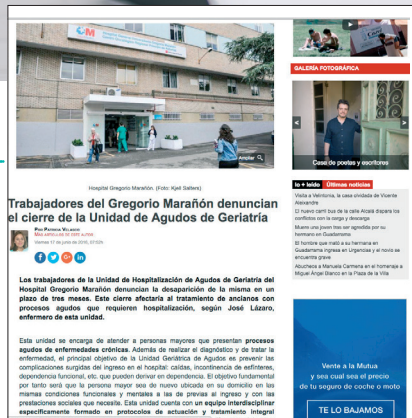 Ampliar
Hospital Gregorio Marañón. (Foto: Kjell Salters)
Trabajadores del Gregorio Marañón denuncian
el cierre de la Unidad de Agudos de Geriatría
Por Patricia Velasco
Más artículos de este autor
Viernes 17 de junio de 2016, 07:52h
Los trabajadores de la Unidad de Hospitalización de Agudos de Geriatría del
Hospital Gregorio Marañón denuncian la desaparición de la misma en un
plazo de tres meses. Este cierre afectaría al tratamiento de ancianos con
procesos agudos que requieren hospitalización, según José Lázaro,
enfermero de esta unidad.
Esta unidad se encarga de atender a personas mayores que presentan procesos
agudos de enfermedades crónicas. Además de realizar el diagnóstico y de tratar la
enfermedad, el principal objetivo de la Unidad Geriátrica de Agudos es prevenir las
complicaciones surgidas del ingreso en el hospital: caídas, incontinencia de esfínteres,
dependencia funcional, etc. que pueden derivar en dependencia. El objetivo fundamental
por tanto será que la persona mayor sea de nuevo ubicada en su domicilio en las
mismas condiciones funcionales y mentales a las de previas al ingreso y con las
prestaciones sociales que necesite. Esta unidad cuenta con un equipo interdisciplinar
específicamente formado en protocolos de actuación y tratamiento integral
GALERÍA FOTOGRÁFICA
Casa de poetas y escritores
lo + leído Últimas noticias
Visita a Velintonia, la casa olvidada de Vicente
Aleixandre
El nuevo carril bus de la calle Alcalá dispara los
conflictos con la carga y descarga
Muere una joven tras ser agredida por su
hermano en Guadarrama
El hombre que mató a su hermana en
Guadarrama ingresa en Urgencias y el novio se
encuentra grave
Abucheos a Manuela Carmena en el homenaje a
Miguel Ángel Blanco en la Plaza de la Villa
Vente a la Mutua
y sea cual sea el precio
de tu seguro de coche o moto
TE LO BAJAMOS